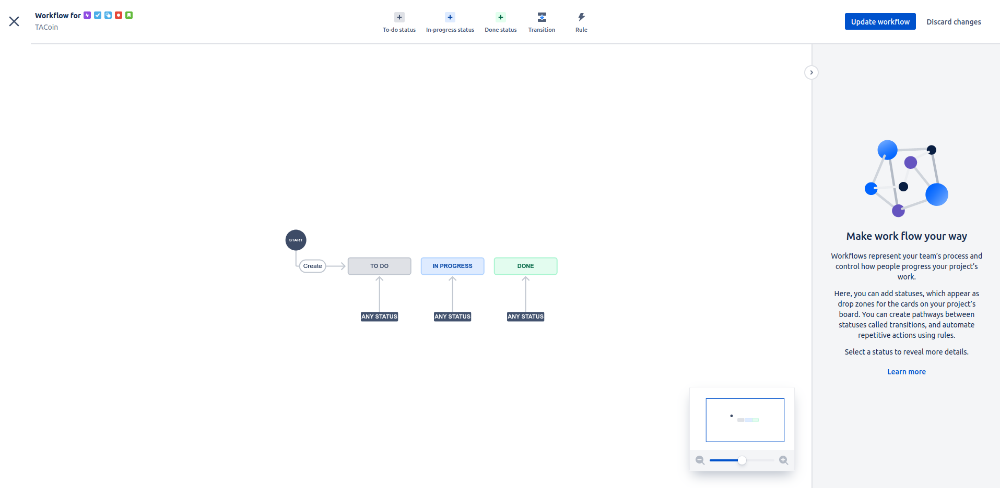 Workflow for
TACoin
To-do status
In-progress status
Done status
Transition
Rule
Update workflow
Discard changes
START
Create
TO DO
IN PROGRESS
DONE
ANY STATUS
ANY STATUS
ANY STATUS
Make work flow your way
Workflows represent your team’s process and
control how people progress your project’s
work.
Here, you can add statuses, which appear as
drop zones for the cards on your project’s
board. You can create pathways between
statuses called transitions, and automate
repetitive actions using rules.
Select a status to reveal more details.
Learn more